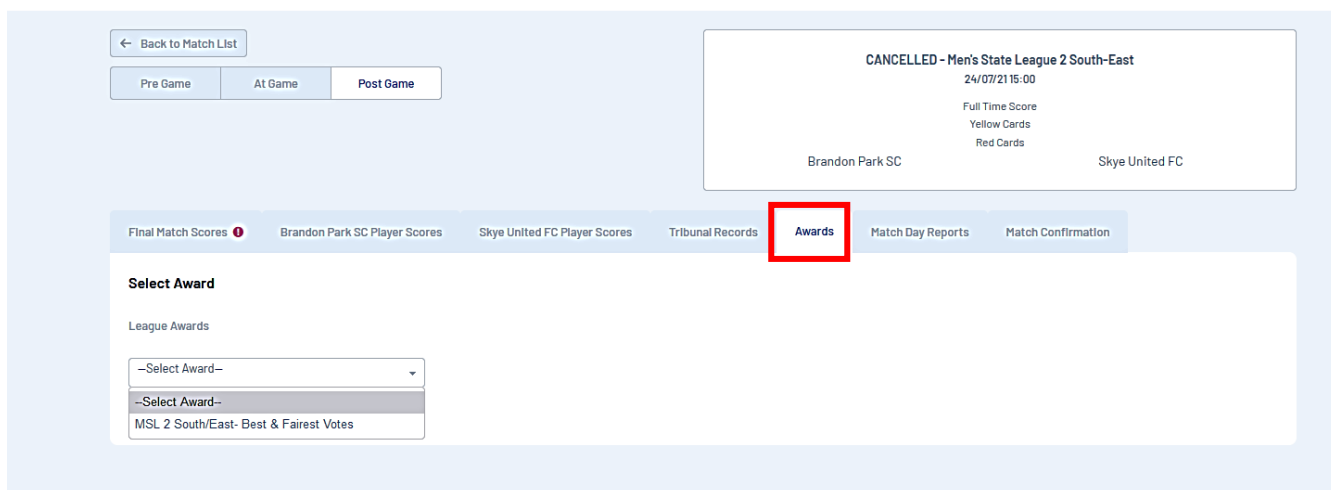 ← Back to Match List
Pre Game At Game Post Game
CANCELLED - Men's State League 2 South-East
24/07/21 15:00
Full Time Score
Yellow Cards
Red Cards
Brandon Park SC Skye United FC
Final Match Scores ! Brandon Park SC Player Scores Skye United FC Player Scores Tribunal Records Awards Match Day Reports Match Confirmation
Select Award
League Awards
--Select Award--
--Select Award--
MSL 2 South/East- Best & Fairest Votes